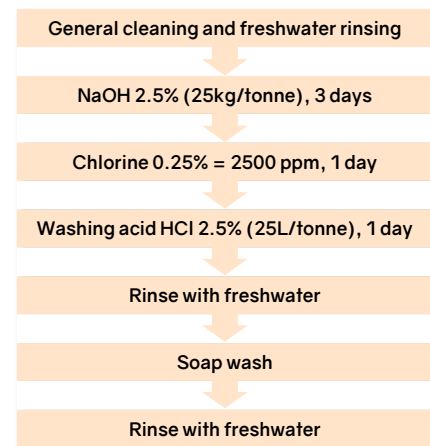 General cleaning and freshwater rinsing
NaOH 2.5% (25kg/tonne), 3 days
Chlorine 0.25% = 2500 ppm, 1 day
Washing acid HCl 2.5% (25L/tonne), 1 day
Rinse with freshwater
Soap wash
Rinse with freshwater